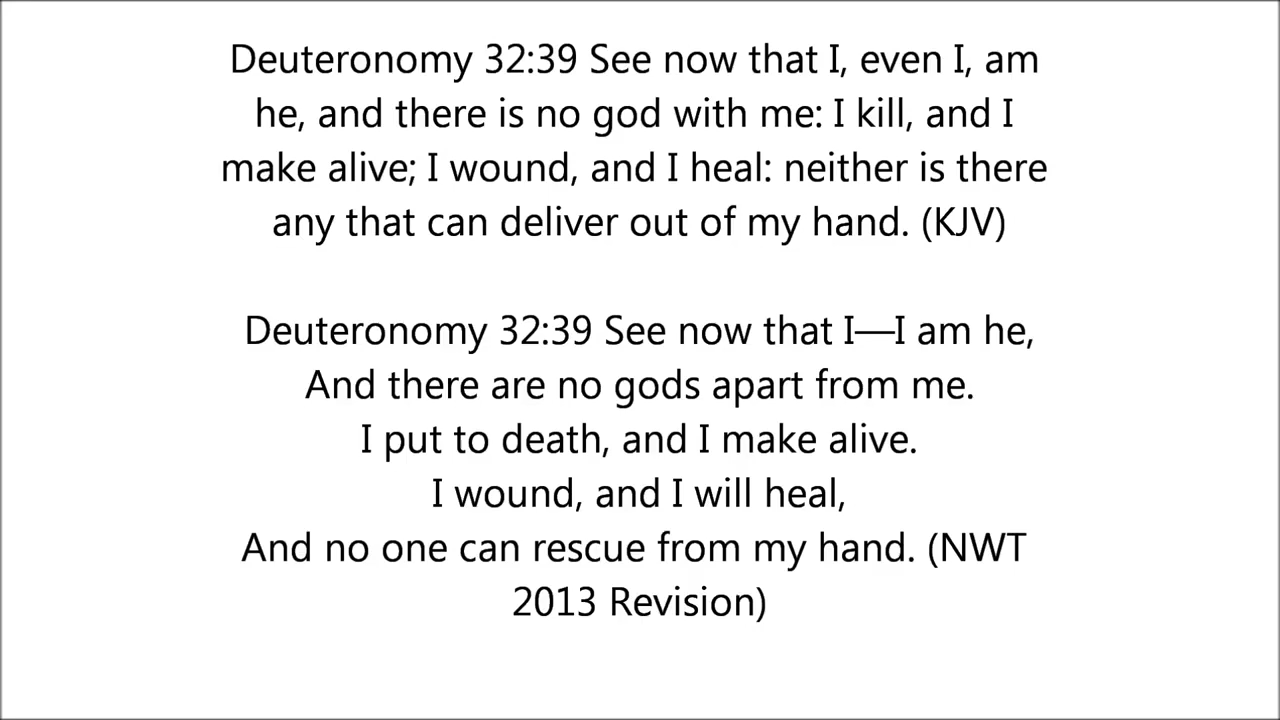 Deuteronomy 32:39 See now that I, even I, am
he, and there is no god with me: I kill, and I
make alive; I wound, and I heal: neither is there
any that can deliver out of my hand. (KJV)
Deuteronomy 32:39 See now that I—I am he,
And there are no gods apart from me.
I put to death, and I make alive.
I wound, and I will heal,
And no one can rescue from my hand. (NWT
2013 Revision)